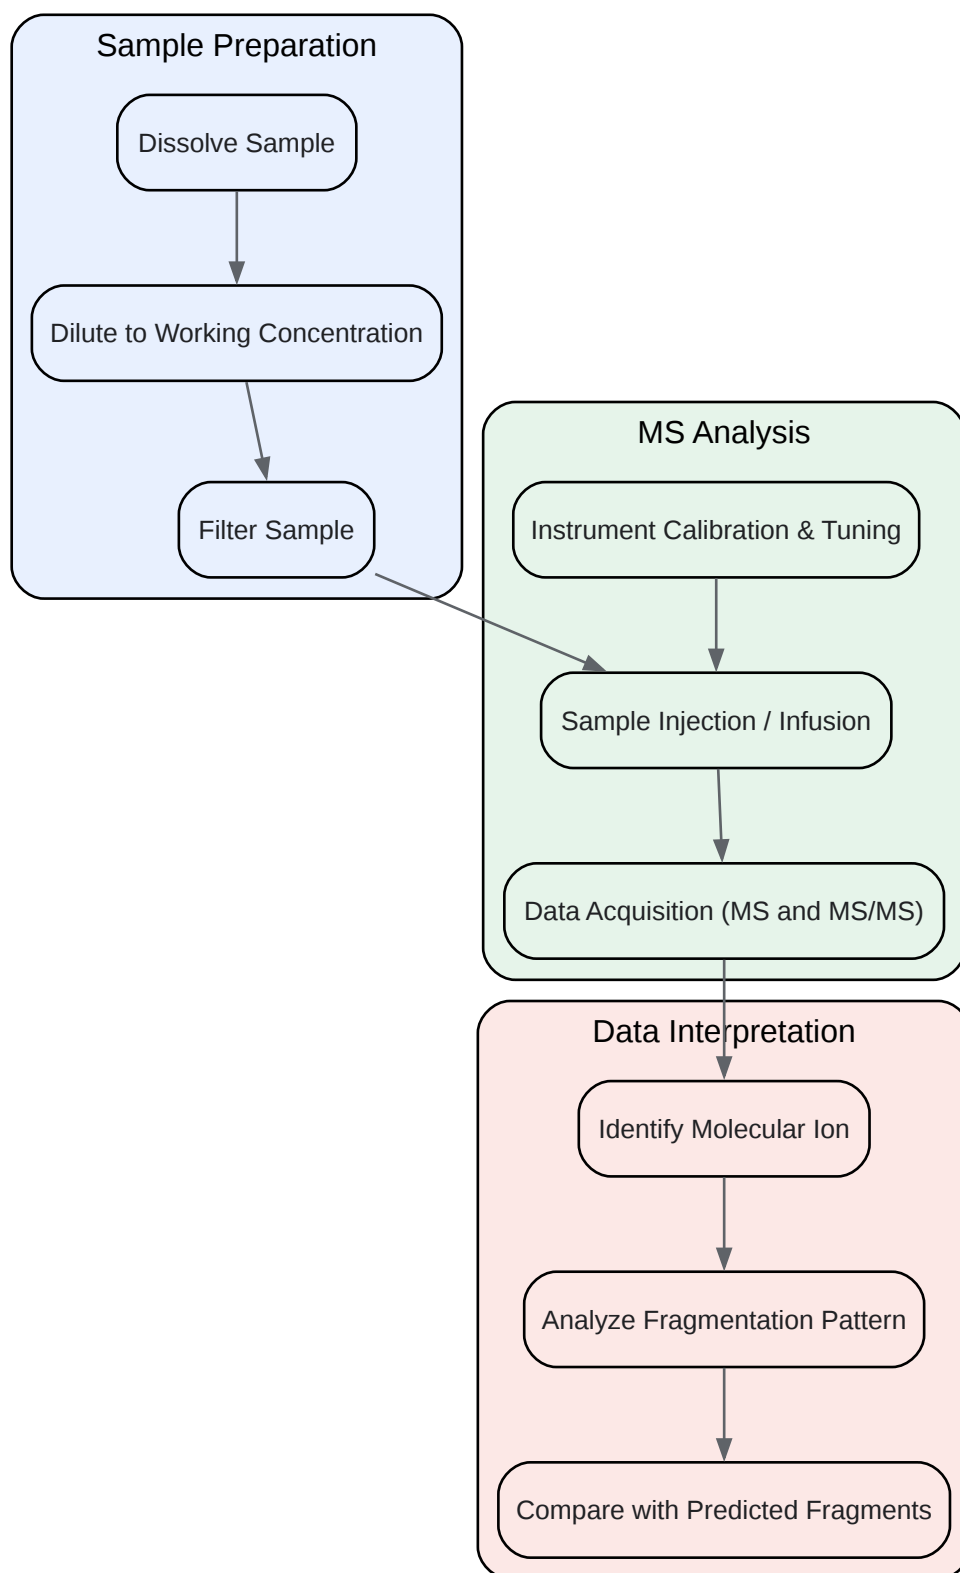 Sample Preparation
Dissolve Sample
Dilute to Working Concentration
Filter Sample
MS Analysis
Instrument Calibration & Tuning
Sample Injection / Infusion
Data Acquisition (MS and MS/MS)
Data Interpretation
Identify Molecular Ion
Analyze Fragmentation Pattern
Compare with Predicted Fragments